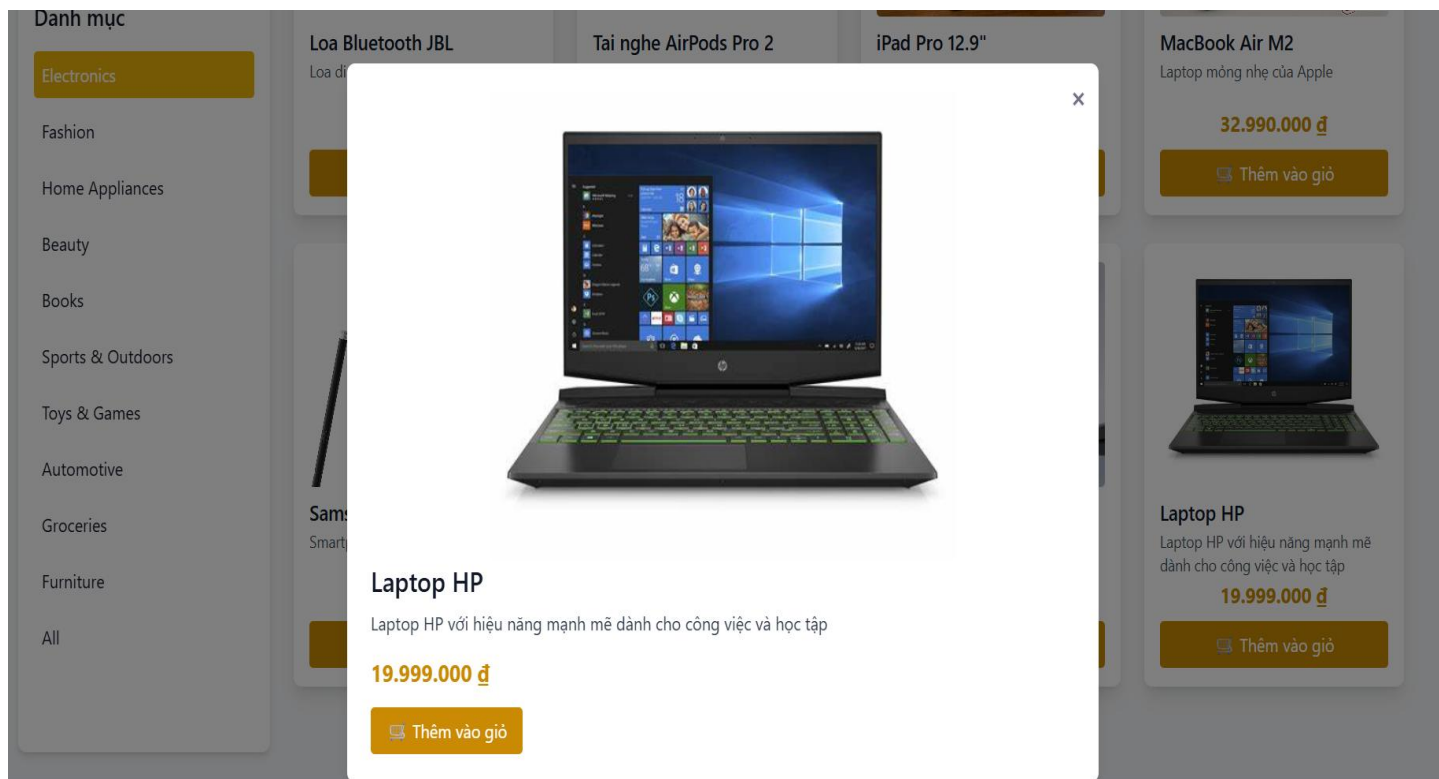 Danh mục
Electronics
Fashion
Home Appliances
Beauty
Books
Sports & Outdoors
Toys & Games
Automotive
Groceries
Furniture
All
Loa Bluetooth JBL
Loa di
Tai nghe AirPods Pro 2
iPad Pro 12.9"
MacBook Air M2
Laptop mỏng nhẹ của Apple
32.990.000 ₫
Thêm vào giỏ
Sams
Smartp
Laptop HP
Laptop HP với hiệu năng mạnh mẽ
dành cho công việc và học tập
19.999.000 ₫
Thêm vào giỏ
×
Laptop HP
Laptop HP với hiệu năng mạnh mẽ dành cho công việc và học tập
19.999.000 ₫
Thêm vào giỏ